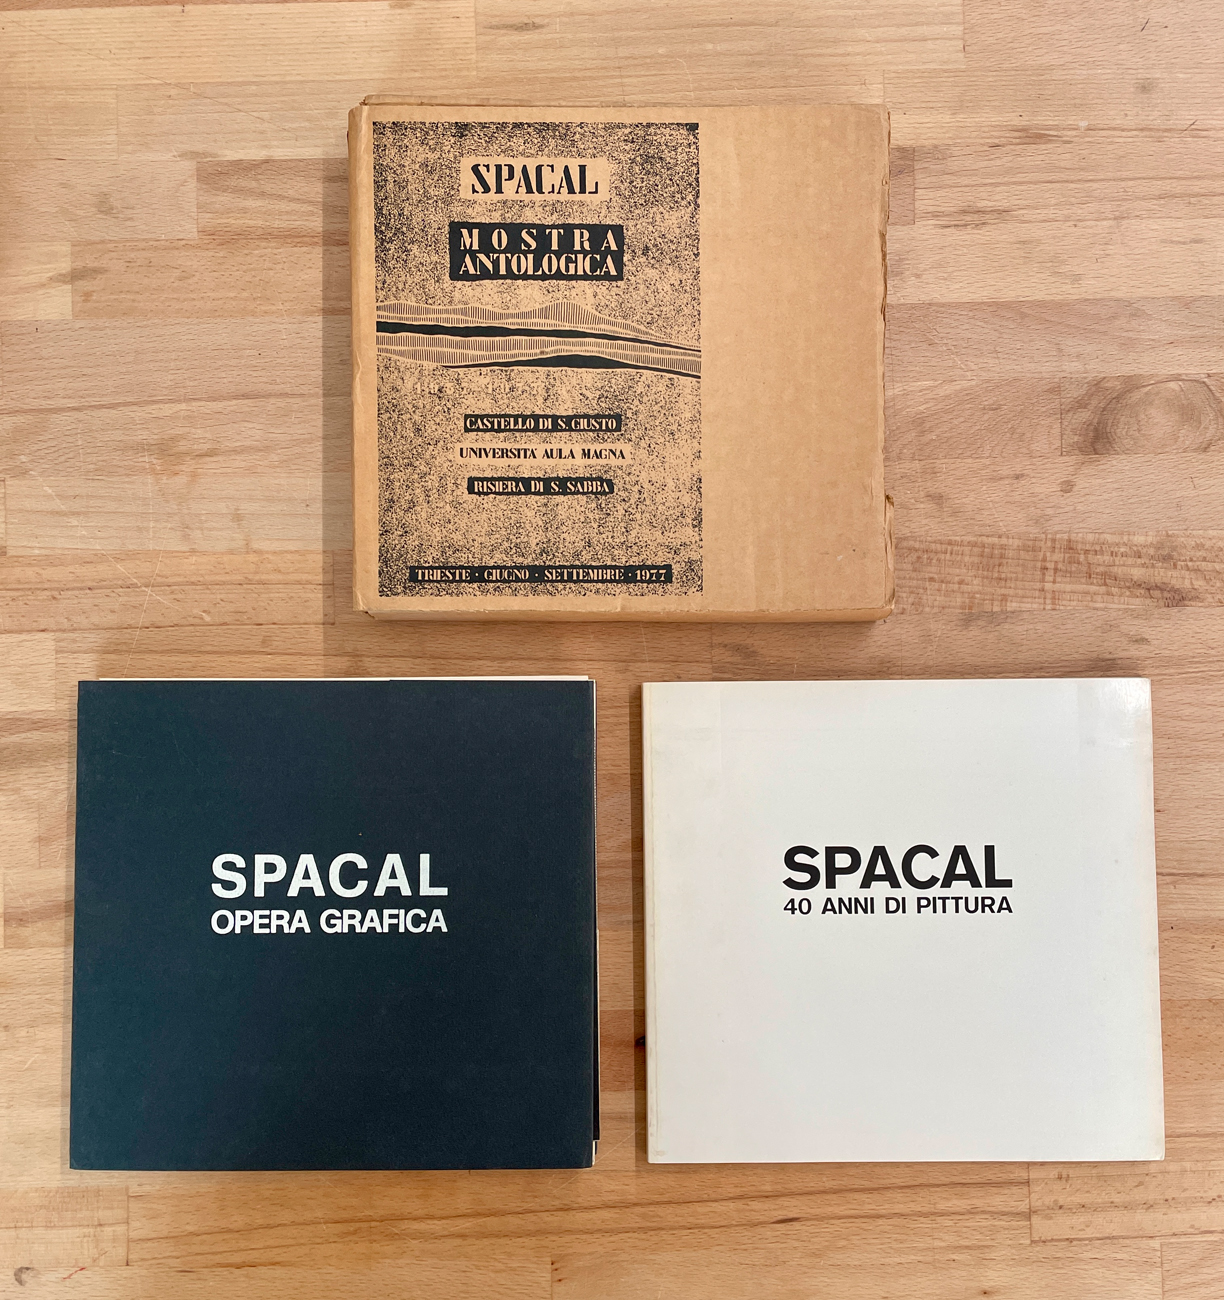 SPACAL
MOSTRA
ANTOLOGICA
CASTELLO DI S. GIUSTO
UNIVERSITA' AULA MAGNA
RISIERA DI S. SABBA
TRIESTE · GIUGNO · SETTEMBRE · 1977
SPACAL
OPERA GRAFICA
SPACAL
40 ANNI DI PITTURA